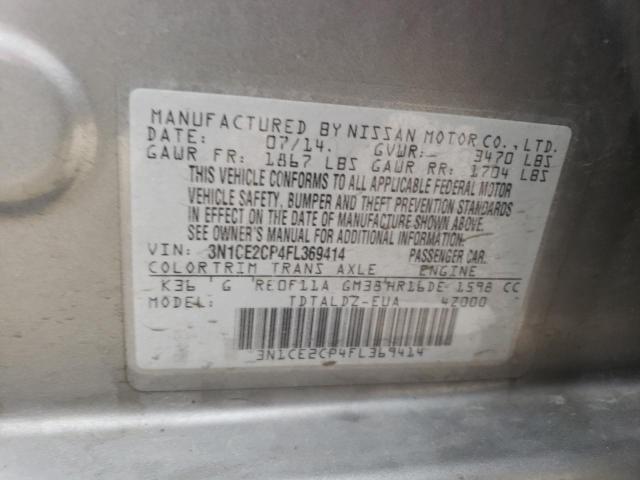 MANUFACTURED BY NISSAN MOTOR CO., LTD.
DATE: 07/14. GVWR: 3470 LBS
GAWR FR: 1867 LBS GAWR RR: 1704 LBS
THIS VEHICLE CONFORMS TO ALL APPLICABLE FEDERAL MOTOR
VEHICLE SAFETY, BUMPER AND THEFT PREVENTION STANDARDS
IN EFFECT ON THE DATE OF MANUFACTURE SHOWN ABOVE.
SEE OWNER'S MANUAL FOR ADDITIONAL INFORMATION.
VIN: 3N1CE2CP4FL369414 PASSENGER CAR.
COLOR TRIM TRANS AXLE ENGINE
K36 G RE0F11A GM38 HR16DE 1598 CC
MODEL: TDTALDZ-EUA 42000
3N1CE2CP4FL369414